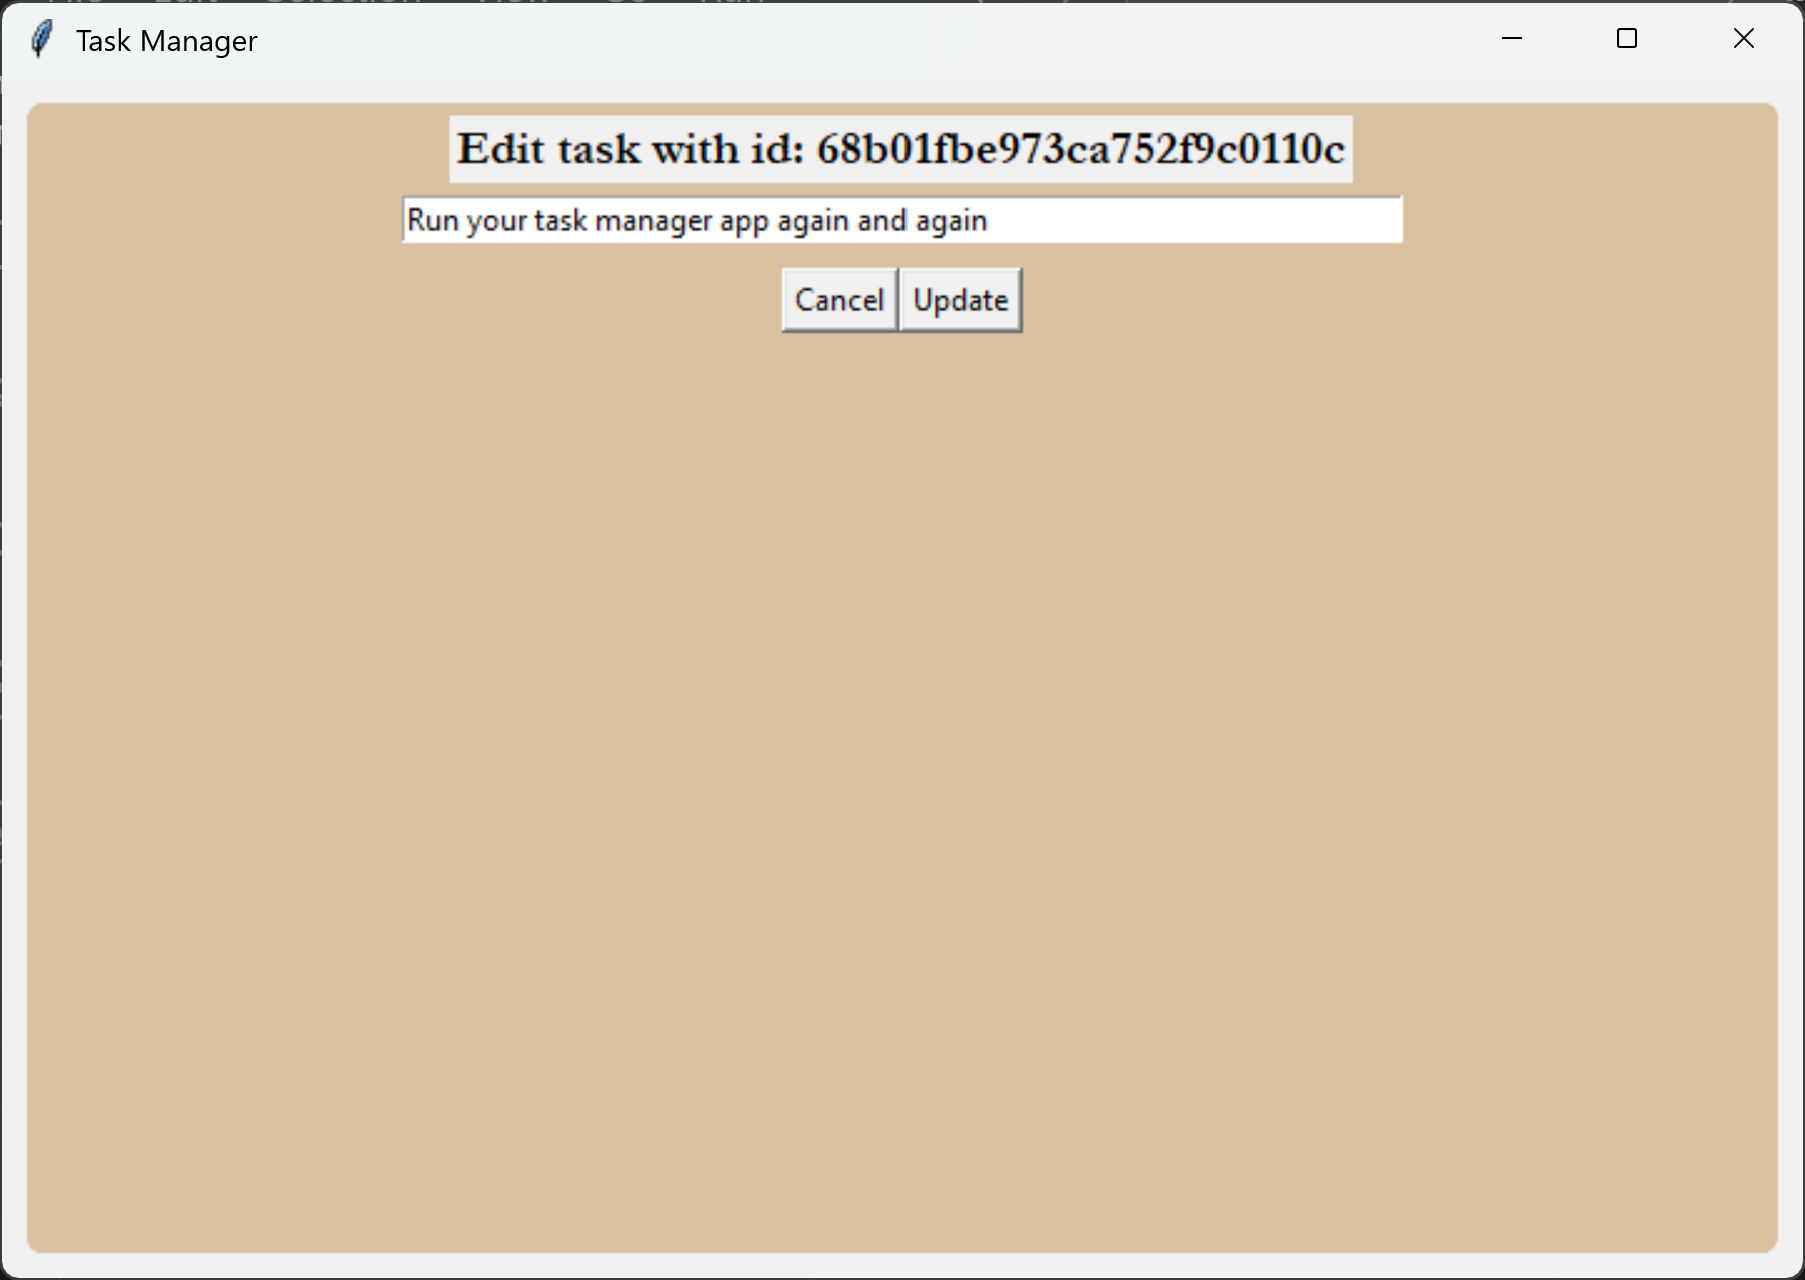 Task Manager
Edit task with id: 68b01fbe973ca752f9c0110c
Run your task manager app again and again
Cancel Update